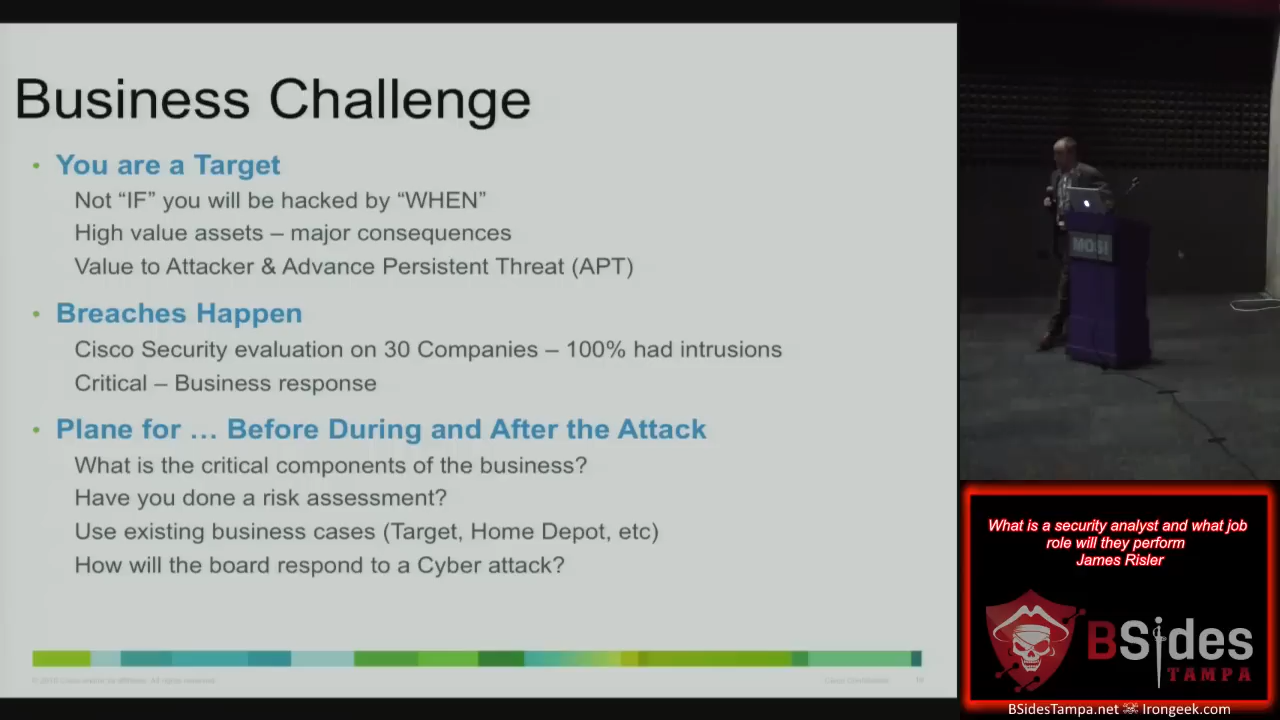 Business Challenge
• You are a Target
Not “IF” you will be hacked by “WHEN”
High value assets – major consequences
Value to Attacker & Advance Persistent Threat (APT)
• Breaches Happen
Cisco Security evaluation on 30 Companies – 100% had intrusions
Critical – Business response
• Plane for … Before During and After the Attack
What is the critical components of the business?
Have you done a risk assessment?
Use existing business cases (Target, Home Depot, etc)
How will the board respond to a Cyber attack?
Cisco Confidential
MOSI
What is a security analyst and what job
role will they perform
James Risler
BSides
TAMPA
BSidesTampa.net Irongeek.com